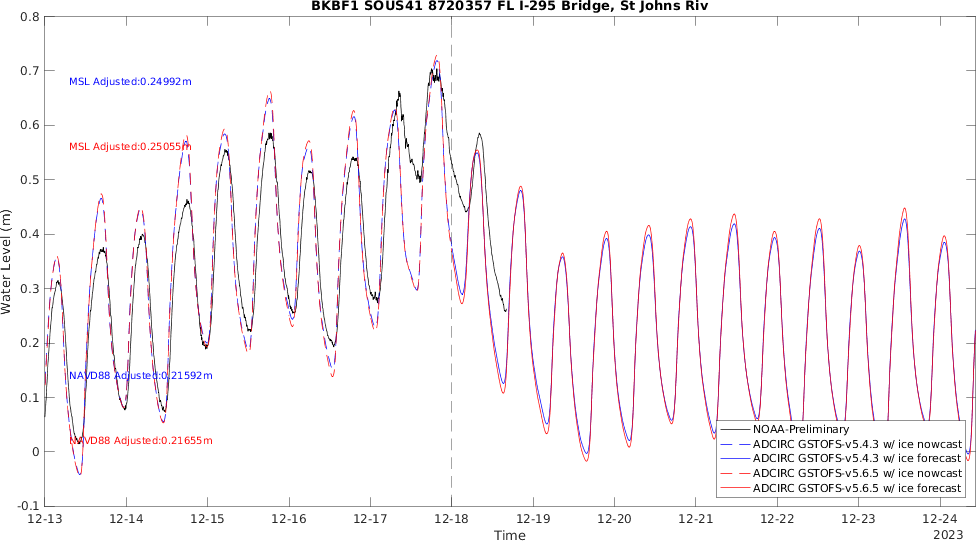 BKBF1 SOUS41 8720357 FL I-295 Bridge, St Johns Riv
0.8
0.7
0.6
0.5
0.4
0.3
0.2
0.1
0
-0.1
Water Level (m)
MSL Adjusted:0.24992m
MSL Adjusted:0.25055m
NAVD88 Adjusted:0.21592m
NAVD88 Adjusted:0.21655m
NOAA-Preliminary
ADCIRC GSTOFS-v5.4.3 w/ ice nowcast
ADCIRC GSTOFS-v5.4.3 w/ ice forecast
ADCIRC GSTOFS-v5.6.5 w/ ice nowcast
ADCIRC GSTOFS-v5.6.5 w/ ice forecast
12-13 12-14 12-15 12-16 12-17 12-18 12-19 12-20 12-21 12-22 12-23 12-24
Time
2023